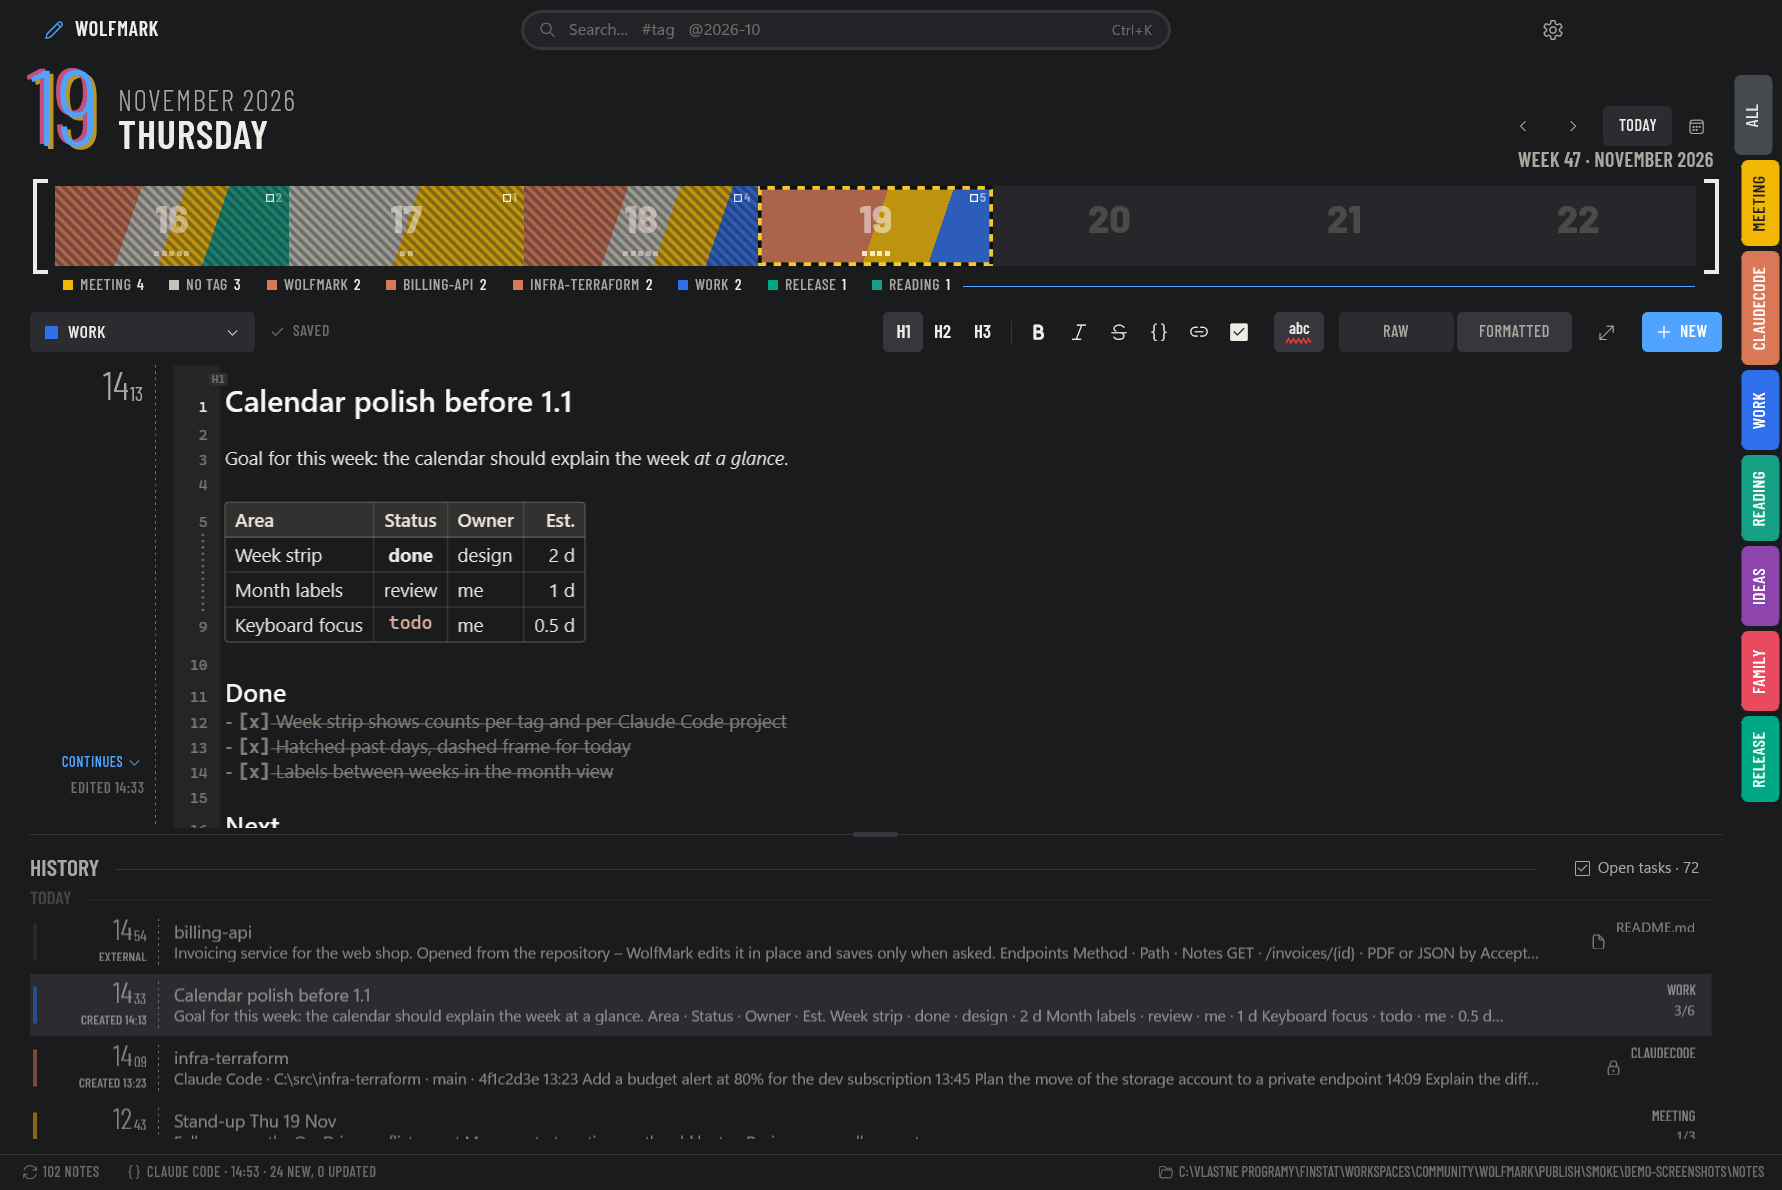 WOLFMARK
Search... #tag @2026-10 Ctrl+K
19
NOVEMBER 2026
THURSDAY
TODAY
WEEK 47 · NOVEMBER 2026
16 2
17 1
18 4
19 5
20
21
22
MEETING 4 NO TAG 3 WOLFMARK 2 BILLING-API 2 INFRA-TERRAFORM 2 WORK 2 RELEASE 1 READING 1
WORK
SAVED
H1 H2 H3 B I S {} abc RAW FORMATTED + NEW
14 13
H1
1 Calendar polish before 1.1
2
3 Goal for this week: the calendar should explain the week at a glance.
4
5 Area Status Owner Est.
Week strip done design 2 d
Month labels review me 1 d
9 Keyboard focus todo me 0.5 d
10
11 Done
12 - [x] Week strip shows counts per tag and per Claude Code project
13 - [x] Hatched past days, dashed frame for today
14 - [x] Labels between weeks in the month view
15
16 Next
CONTINUES
EDITED 14:33
ALL
MEETING
CLAUDECODE
WORK
READING
IDEAS
FAMILY
RELEASE
HISTORY
Open tasks · 72
TODAY
14 54
EXTERNAL
billing-api
Invoicing service for the web shop. Opened from the repository – WolfMark edits it in place and saves only when asked. Endpoints Method · Path · Notes GET · /invoices/{id} · PDF or JSON by Accept...
README.md
14 33
CREATED 14:13
Calendar polish before 1.1
Goal for this week: the calendar should explain the week at a glance. Area · Status · Owner · Est. Week strip · done · design · 2 d Month labels · review · me · 1 d Keyboard focus · todo · me · 0.5 d...
WORK
3/6
14 09
CREATED 13:23
infra-terraform
Claude Code · C:\src\infra-terraform · main · 4f1c2d3e 13:23 Add a budget alert at 80% for the dev subscription 13:45 Plan the move of the storage account to a private endpoint 14:09 Explain the diff...
CLAUDECODE
12 43
Stand-up Thu 19 Nov
MEETING
1/3
102 NOTES
{} CLAUDE CODE · 14:53 · 24 NEW, 0 UPDATED
C:\VLASTNE PROGRAMY\FINSTAT\WORKSPACES\COMMUNITY\WOLFMARK\PUBLISH\SMOKE\DEMO-SCREENSHOTS\NOTES